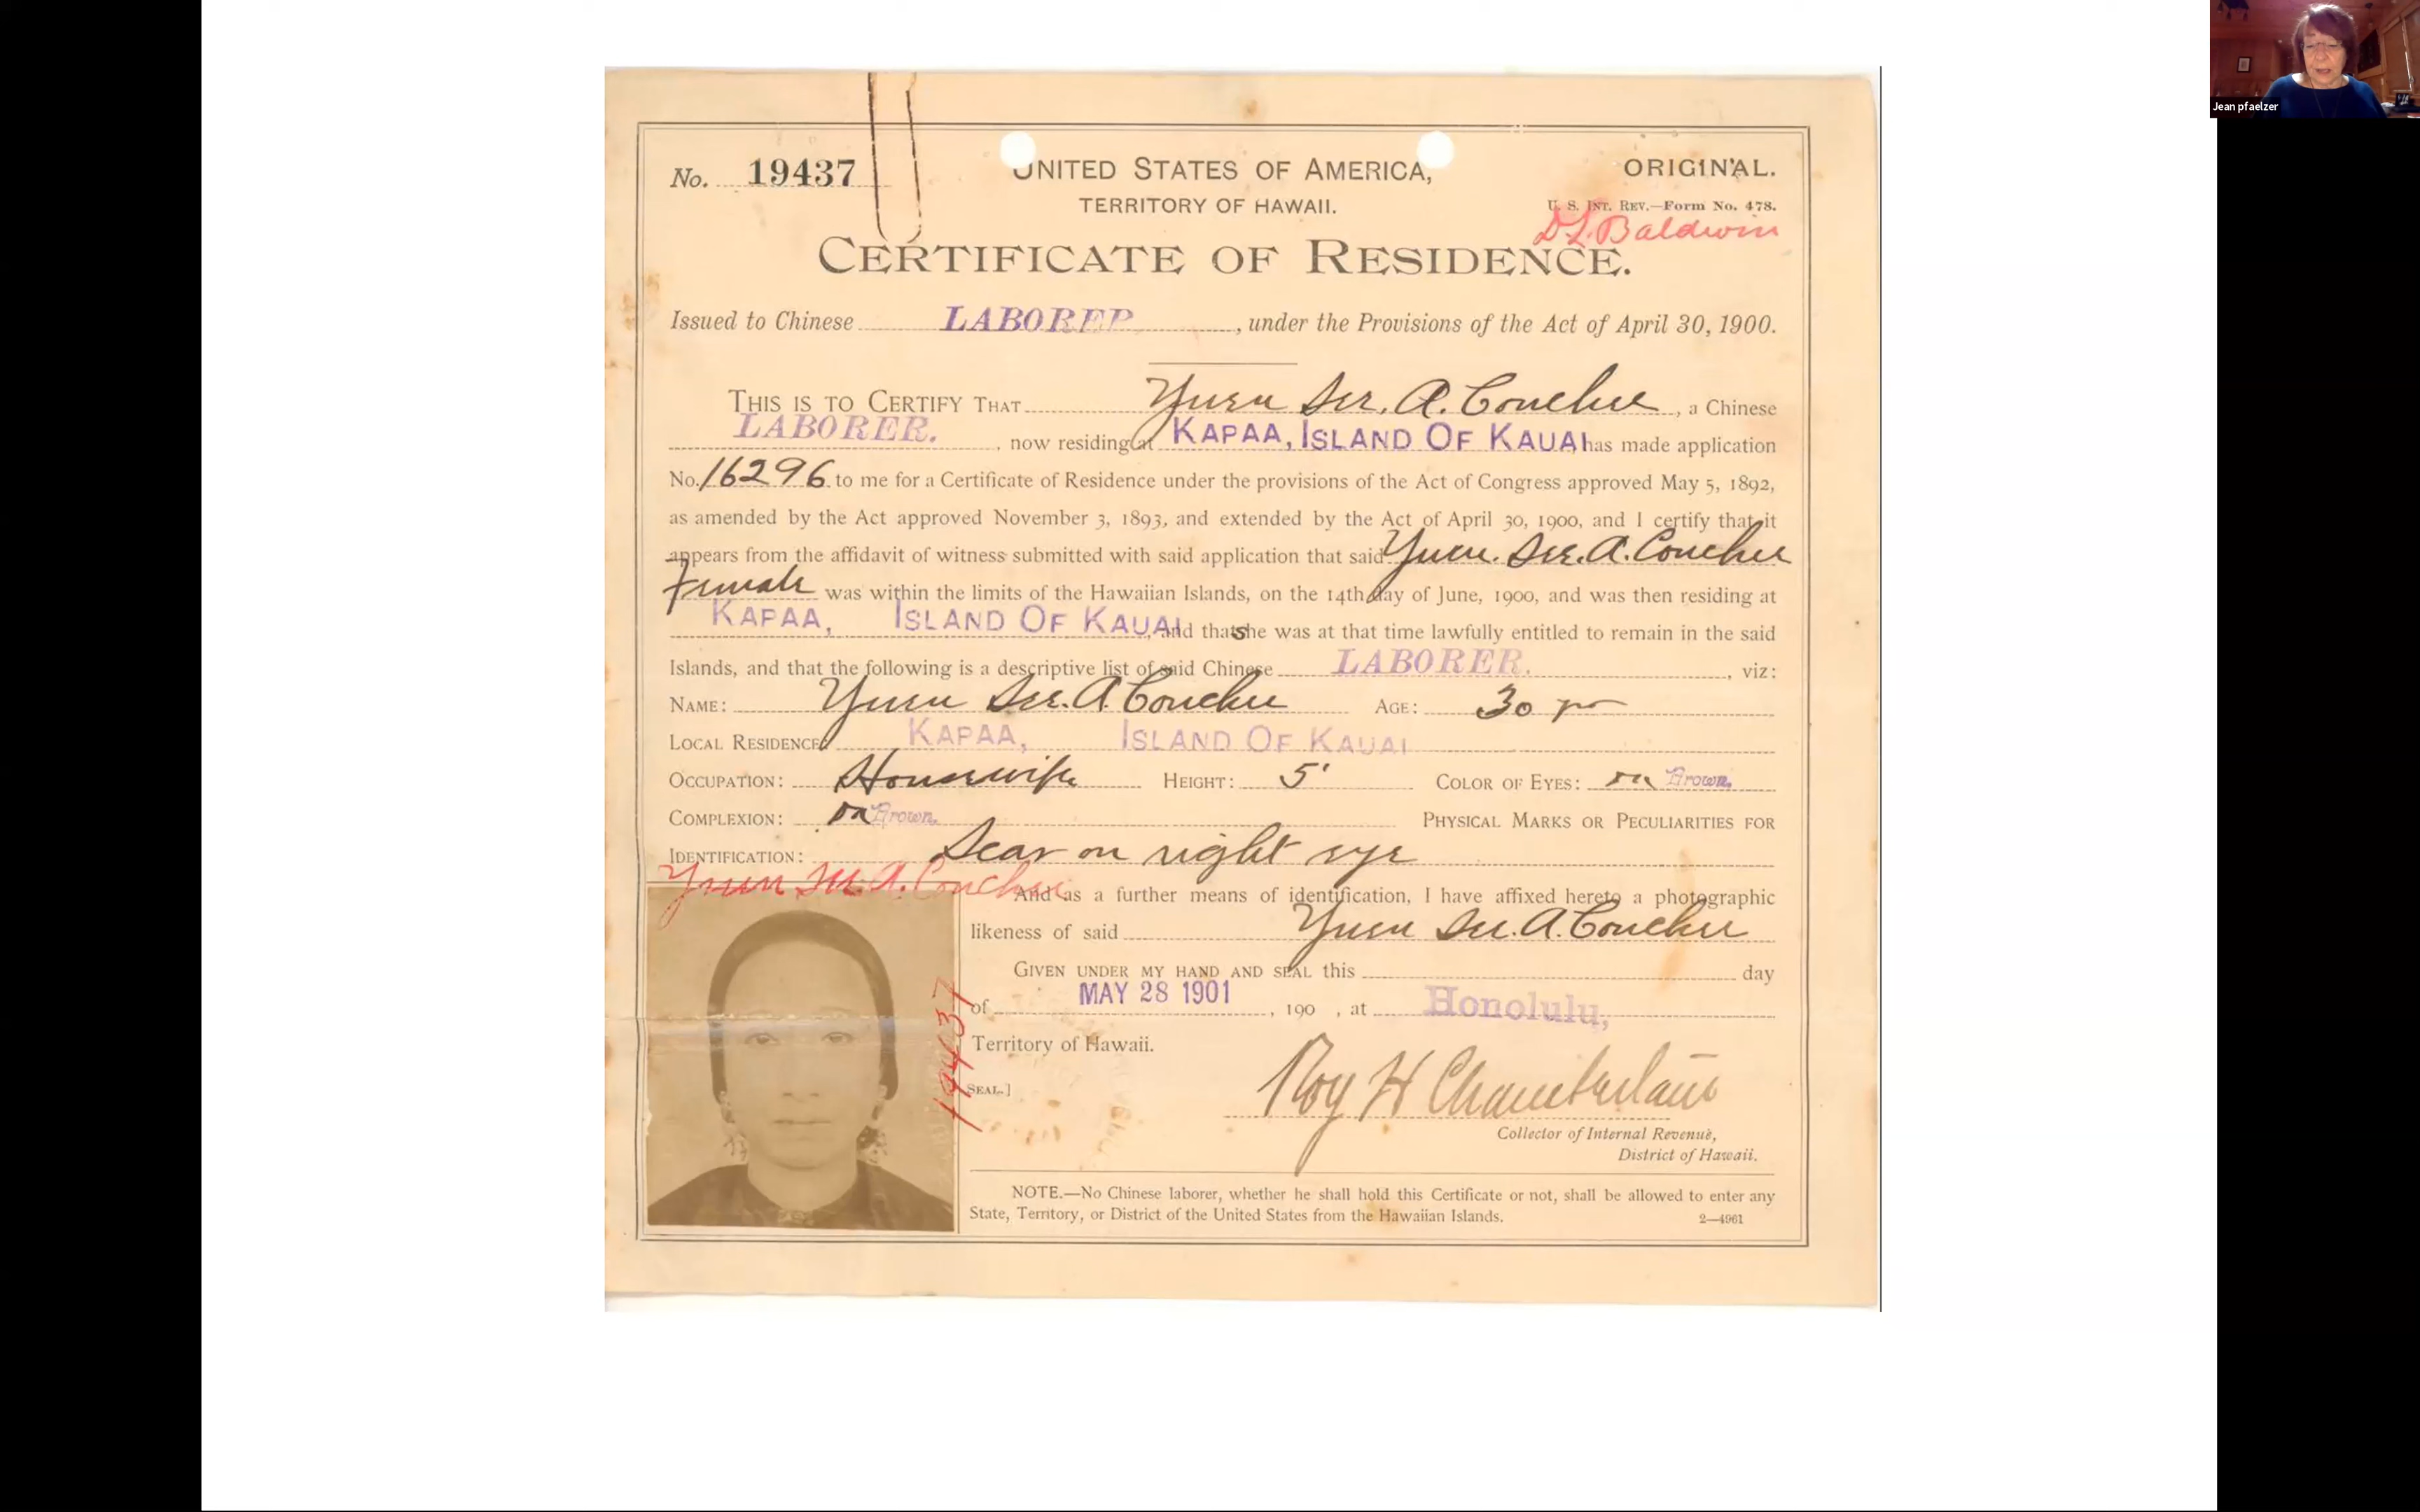 No. 19437
UNITED STATES OF AMERICA,
TERRITORY OF HAWAII.
ORIGINAL.
U. S. INT. REV.—FORM No. 478.
D L Baldwin
CERTIFICATE OF RESIDENCE.
Issued to Chinese LABORER, under the Provisions of the Act of April 30, 1900.
THIS IS TO CERTIFY THAT Yuen See. A. Conchee, a Chinese
LABORER., now residing at KAPAA, ISLAND OF KAUAI has made application
No. 16296 to me for a Certificate of Residence under the provisions of the Act of Congress approved May 5, 1892,
as amended by the Act approved November 3, 1893, and extended by the Act of April 30, 1900, and I certify that it
appears from the affidavit of witness submitted with said application that said Yuen. See. A. Conchee
Female was within the limits of the Hawaiian Islands, on the 14th day of June, 1900, and was then residing at
KAPAA, ISLAND OF KAUAI, and that she was at that time lawfully entitled to remain in the said
Islands, and that the following is a descriptive list of said Chinese LABORER., viz:
NAME: Yuen See. A. Conchee AGE: 30 yr
LOCAL RESIDENCE: KAPAA, ISLAND OF KAUAI
OCCUPATION: Housewife HEIGHT: 5' COLOR OF EYES: Brown.
COMPLEXION: Brown. PHYSICAL MARKS OR PECULIARITIES FOR
IDENTIFICATION: Scar on right eye
Yuen See. A. Conchee
And as a further means of identification, I have affixed hereto a photographic
likeness of said Yuen See. A. Conchee
GIVEN UNDER MY HAND AND SEAL this day
of MAY 28 1901, 190 , at Honolulu,
Territory of Hawaii.
19437
SEAL.]
Roy H Chamberlain
Collector of Internal Revenue,
District of Hawaii.
NOTE.—No Chinese laborer, whether he shall hold this Certificate or not, shall be allowed to enter any
State, Territory, or District of the United States from the Hawaiian Islands.
2—4961
Jean pfaelzer